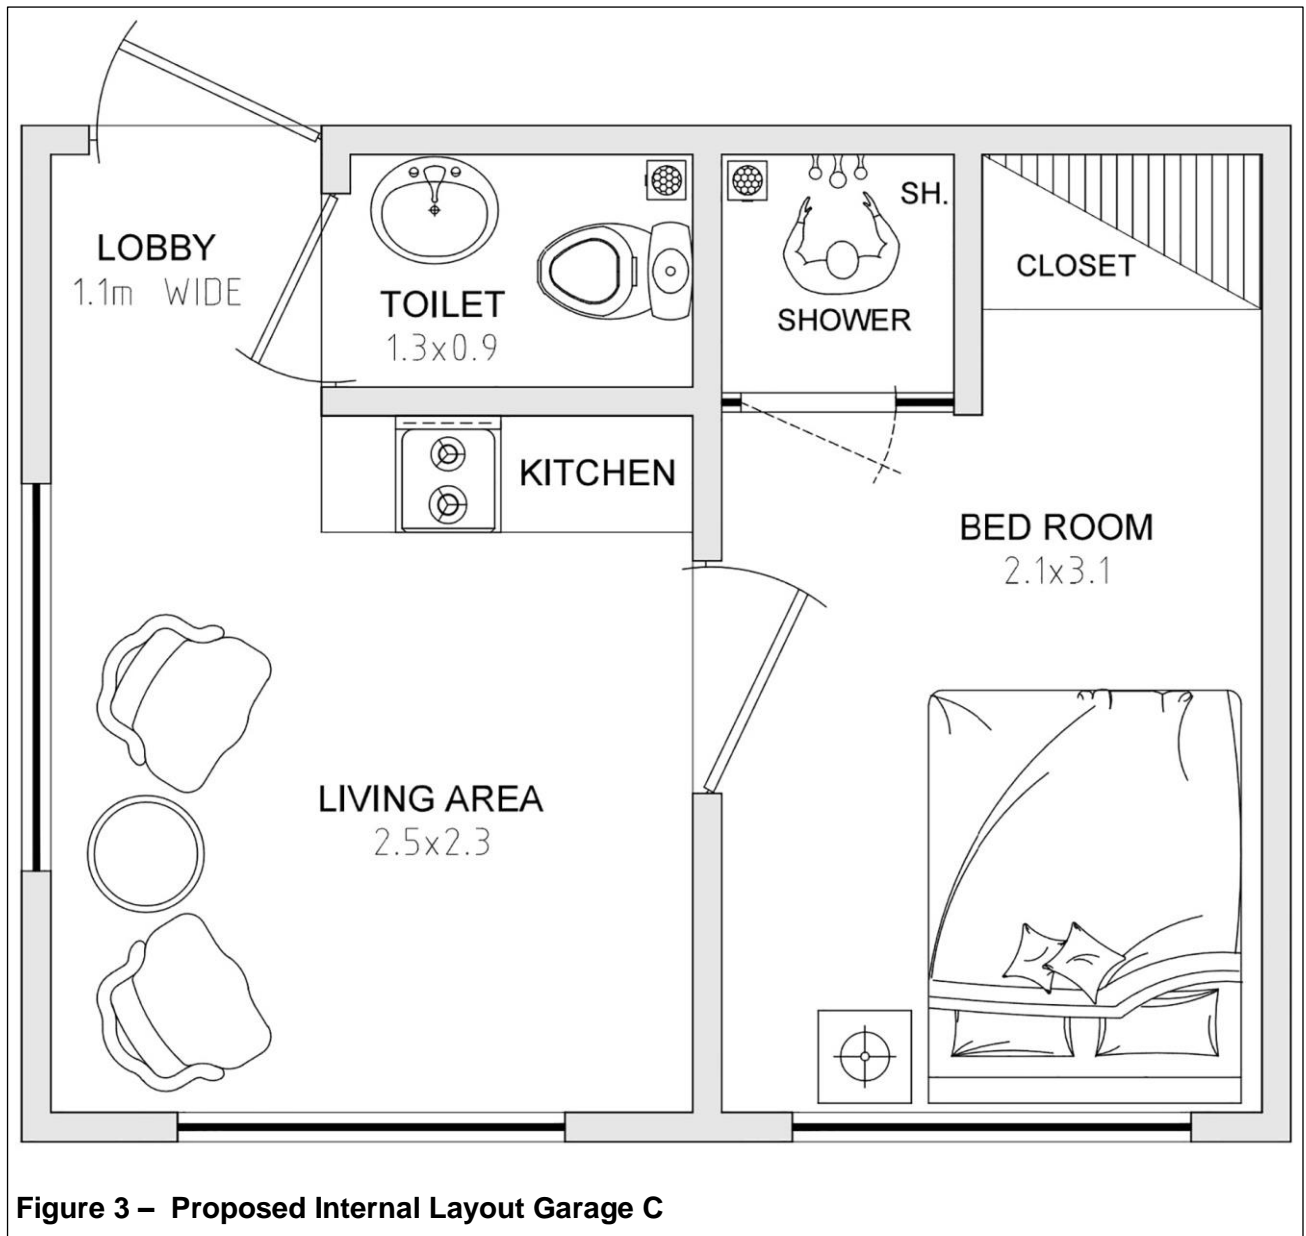 LOBBY
1.1m WIDE
TOILET
1.3x0.9
SH.
SHOWER
CLOSET
KITCHEN
BED ROOM
2.1x3.1
LIVING AREA
2.5x2.3
Figure 3 – Proposed Internal Layout Garage C